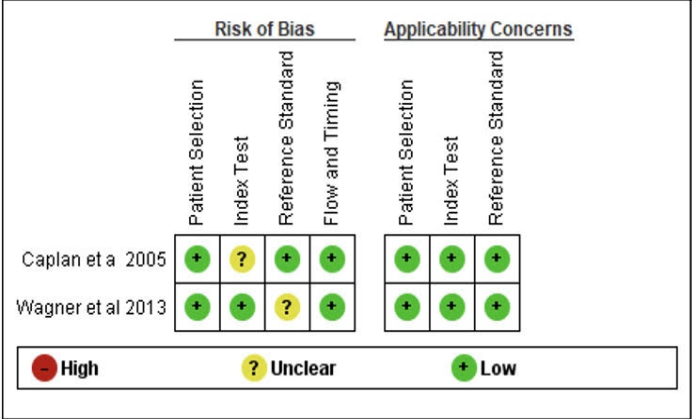 Risk of Bias Applicability Concerns
Patient Selection
Index Test
Reference Standard
Flow and Timing
Patient Selection
Index Test
Reference Standard
Caplan et a 2005 + ? + + + + +
Wagner et al 2013 + + ? + + + +
- High ? Unclear + Low